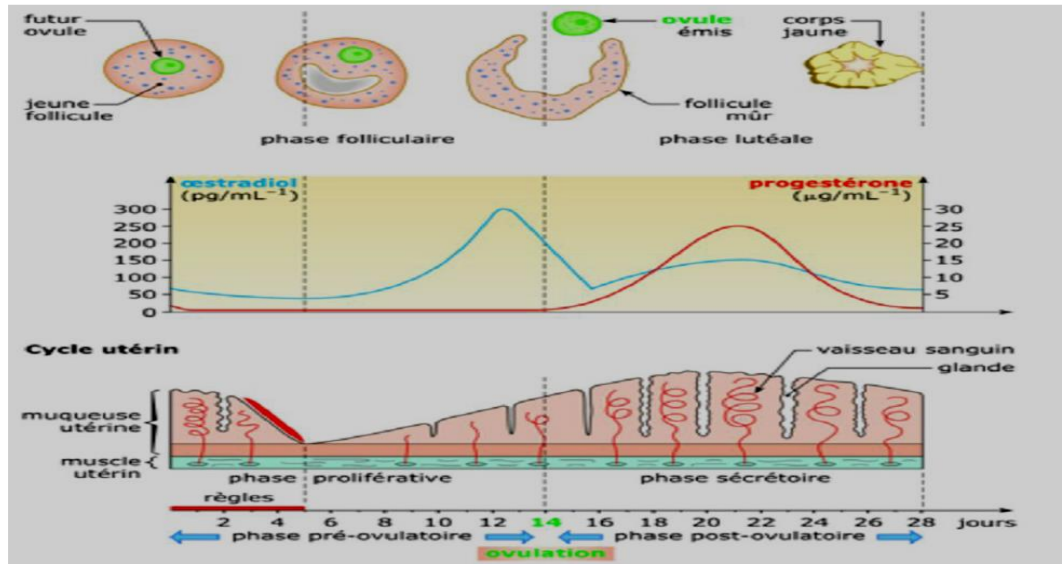 futur
ovule
jeune
follicule
ovule
émis
corps
jaune
follicule
mûr
phase folliculaire
phase lutéale
œstradiol
(pg/mL⁻¹)
progestérone
(µg/mL⁻¹)
300
250
200
150
100
50
0
30
25
20
15
10
5
Cycle utérin
vaisseau sanguin
glande
muqueuse
utérine
muscle
utérin
phase proliférative
phase sécrétoire
règles
2 4 10 12 14 16 18 20 22 24 26 28 jours
phase pré-ovulatoire
phase post-ovulatoire
ovulation